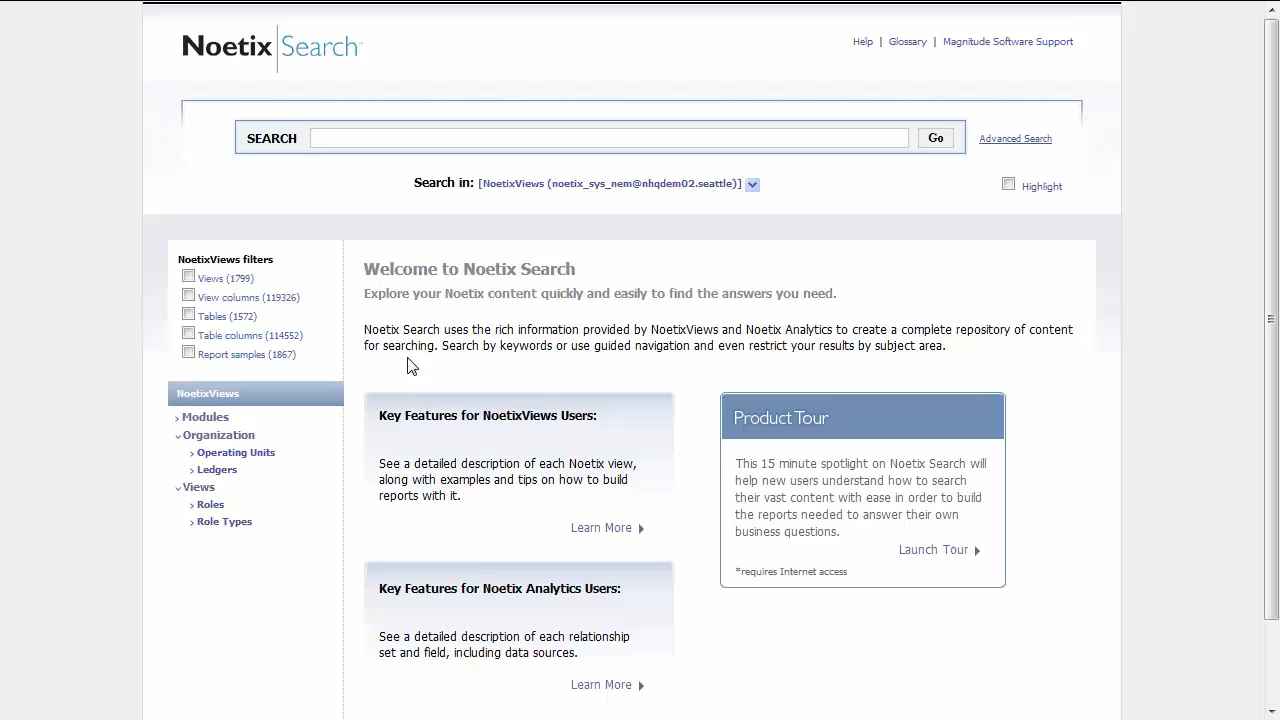 Noetix Search
Help | Glossary | Magnitude Software Support
SEARCH
Go
Advanced Search
Search in: [NoetixViews (noetix_sys_nem@nhqdem02.seattle)]
Highlight
NoetixViews filters
Views (1799)
View columns (119326)
Tables (1572)
Table columns (114552)
Report samples (1867)
NoetixViews
Modules
Organization
Operating Units
Ledgers
Views
Roles
Role Types
Welcome to Noetix Search
Explore your Noetix content quickly and easily to find the answers you need.
Noetix Search uses the rich information provided by NoetixViews and Noetix Analytics to create a complete repository of content
for searching. Search by keywords or use guided navigation and even restrict your results by subject area.
Key Features for NoetixViews Users:
See a detailed description of each Noetix view,
along with examples and tips on how to build
reports with it.
Learn More
Key Features for Noetix Analytics Users:
See a detailed description of each relationship
set and field, including data sources.
Learn More
Product Tour
This 15 minute spotlight on Noetix Search will
help new users understand how to search
their vast content with ease in order to build
the reports needed to answer their own
business questions.
Launch Tour
*requires Internet access